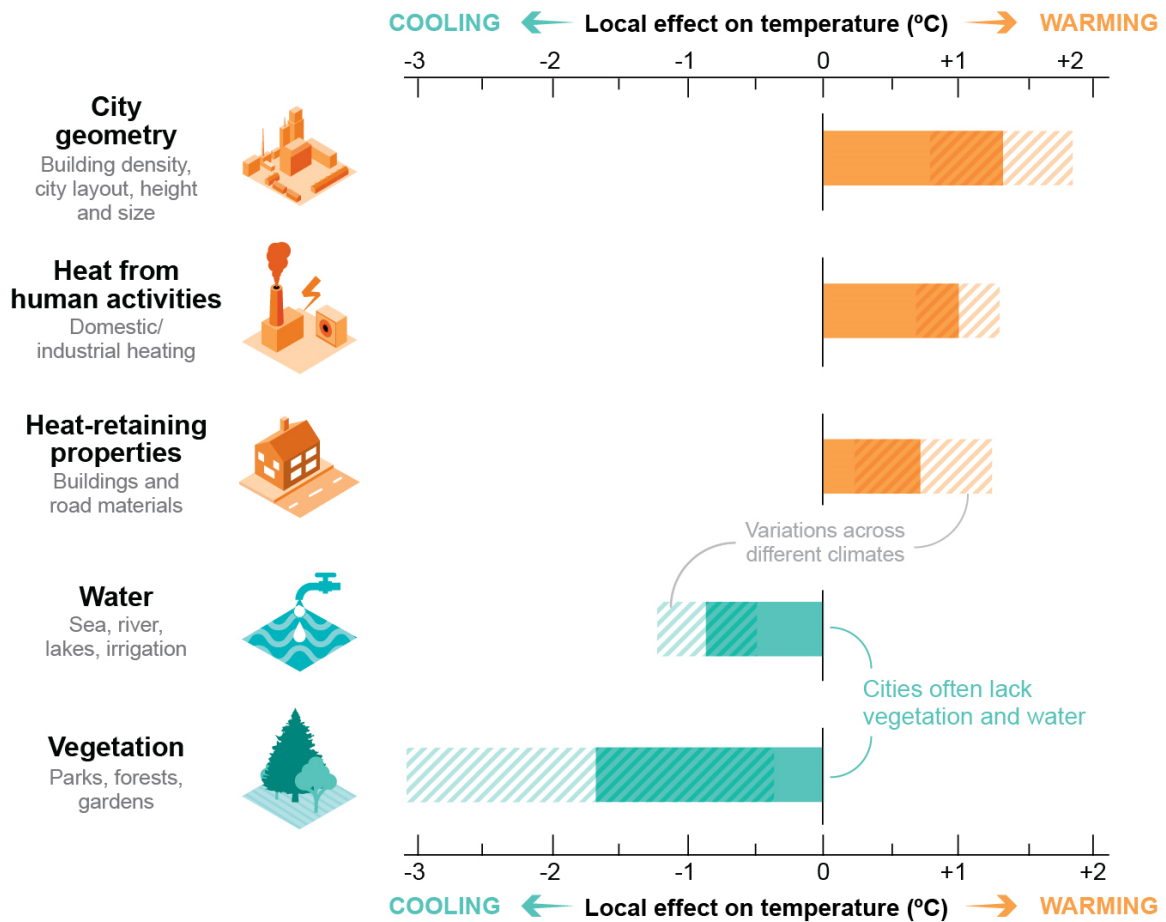 COOLING Local effect on temperature (ºC) WARMING
-3 -2 -1 0 +1 +2
City
geometry
Building density,
city layout, height
and size
Heat from
human activities
Domestic/
industrial heating
Heat-retaining
properties
Buildings and
road materials
Variations across
different climates
Water
Sea, river,
lakes, irrigation
Cities often lack
vegetation and water
Vegetation
Parks, forests,
gardens
-3 -2 -1 0 +1 +2
COOLING Local effect on temperature (ºC) WARMING